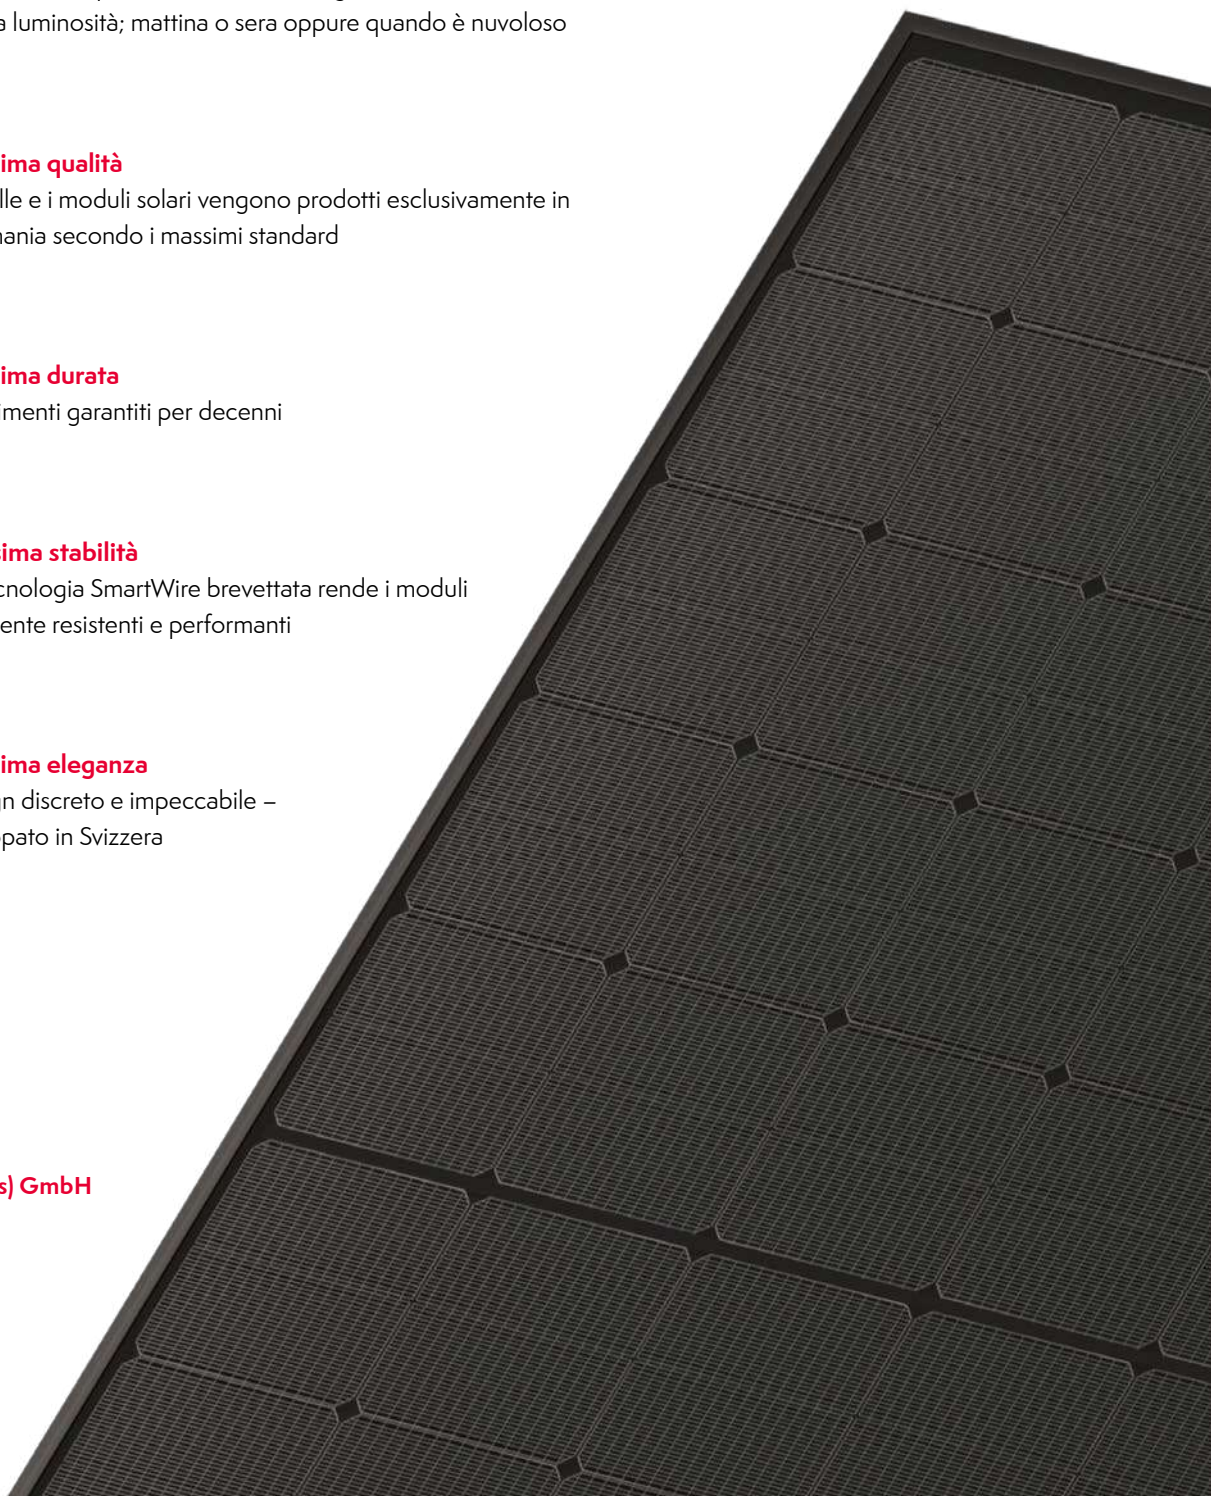 a luminosità; mattina o sera oppure quando è nuvoloso
ima qualità
lle e i moduli solari vengono prodotti esclusivamente in
ania secondo i massimi standard
ima durata
imenti garantiti per decenni
ima stabilità
cnologia SmartWire brevettata rende i moduli
ente resistenti e performanti
ima eleganza
n discreto e impeccabile –
pato in Svizzera
s) GmbH